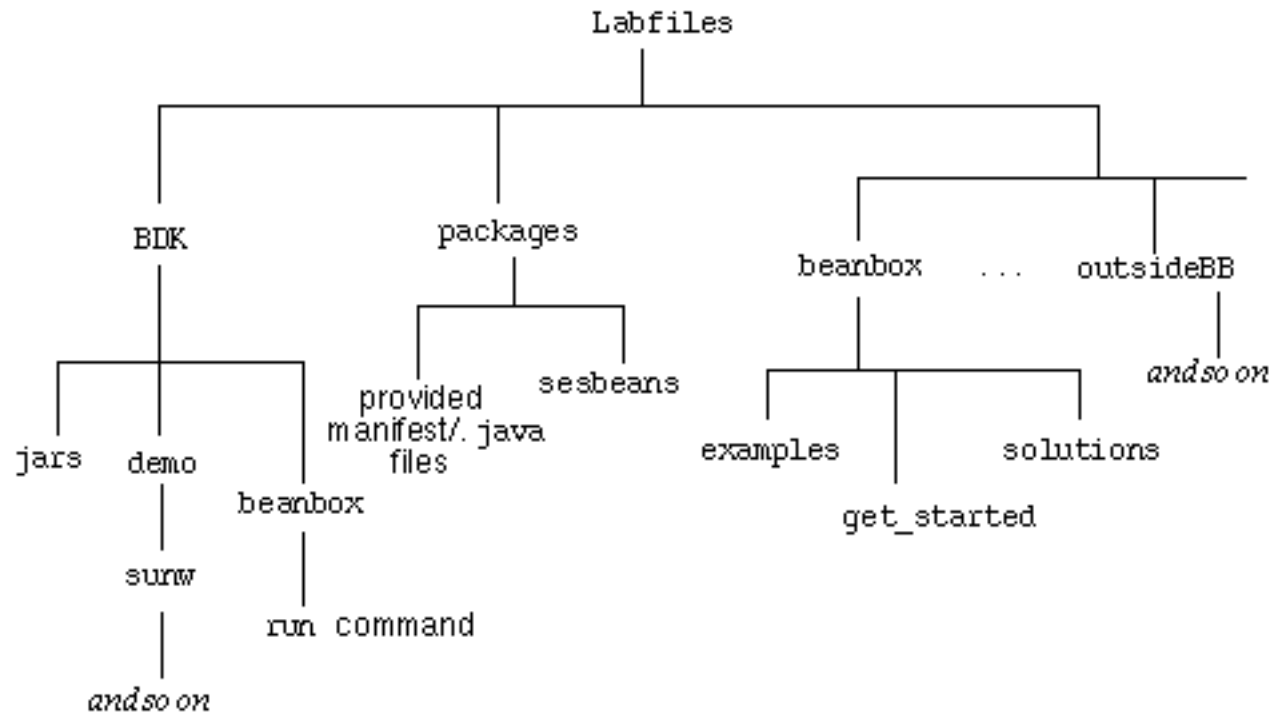 Labfiles
BDK
packages
beanbox
...
outsideBB
jars
demo
beanbox
provided
manifest/. java
files
sesbeans
examples
get_started
solutions
and so on
sunw
run command
and so on